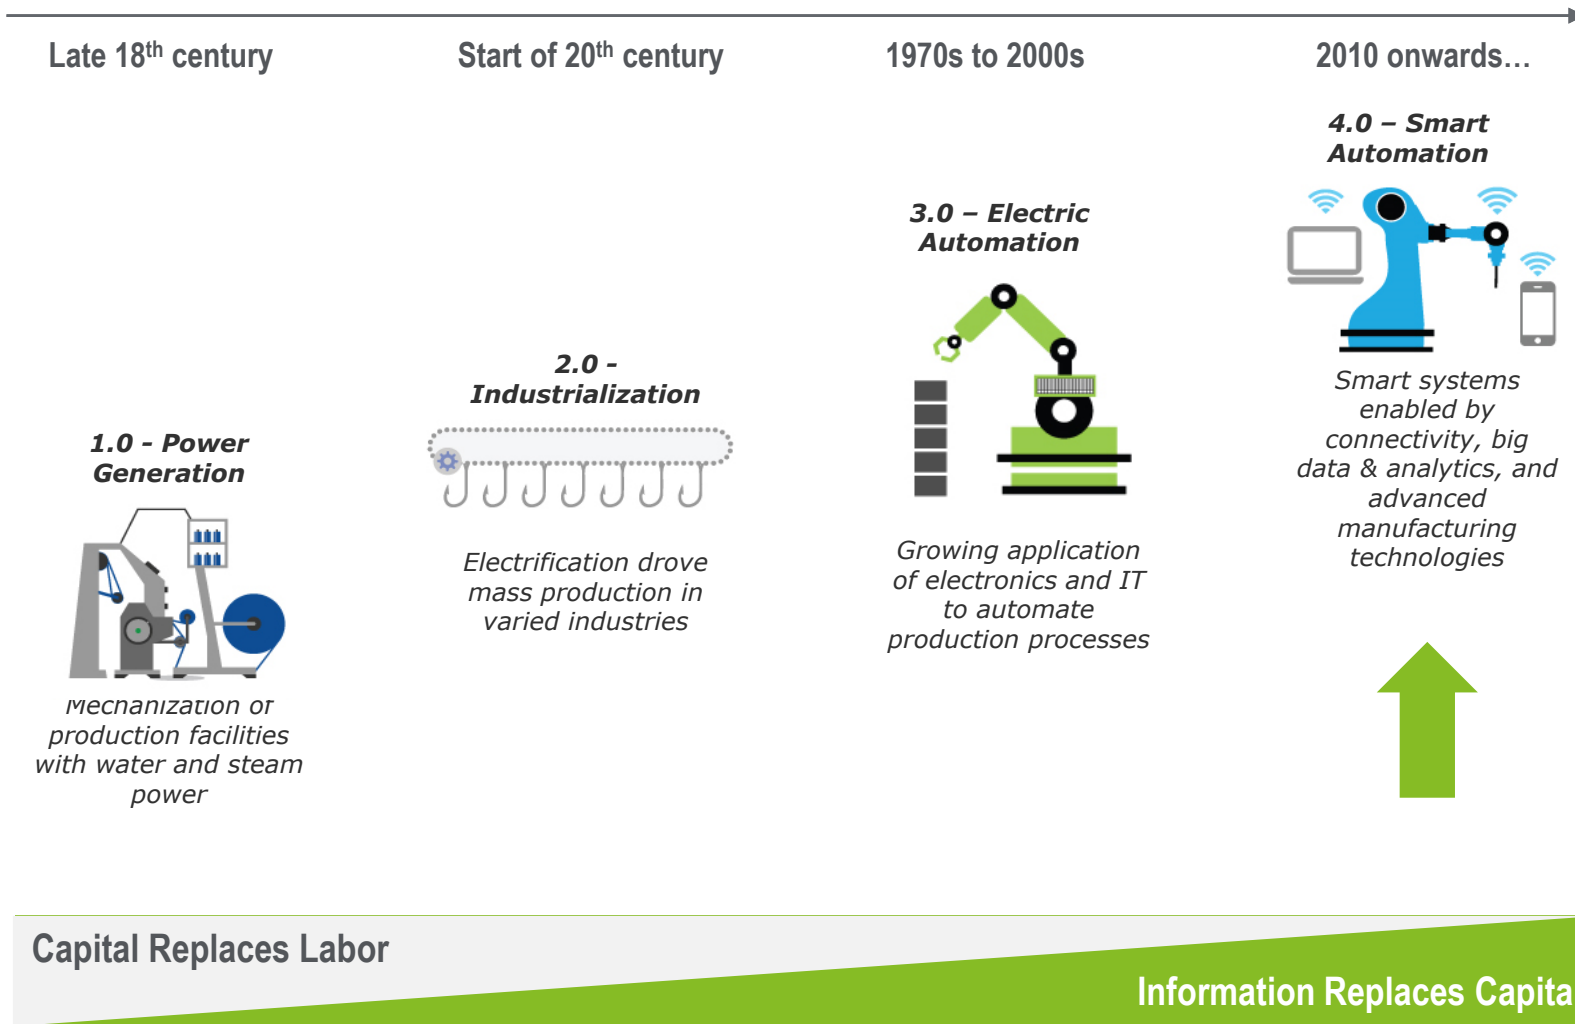 Late 18th century
Start of 20th century
1970s to 2000s
2010 onwards…
4.0 – Smart
Automation
3.0 – Electric
Automation
2.0 -
Industrialization
1.0 - Power
Generation
Smart systems
enabled by
connectivity, big
data & analytics, and
advanced
manufacturing
technologies
Growing application
of electronics and IT
to automate
production processes
Electrification drove
mass production in
varied industries
Mechanization of
production facilities
with water and steam
power
Capital Replaces Labor
Information Replaces Capita